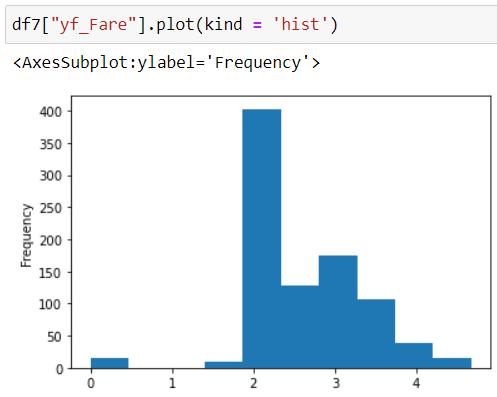 df7["yf_Fare"].plot(kind = 'hist')
<AxesSubplot:ylabel='Frequency'>
400
350
300
250
200
150
100
50
0
Frequency
0 1 2 3 4